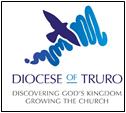 DIOCESE OF TRURO
DISCOVERING GOD'S KINGDOM
GROWING THE CHURCH